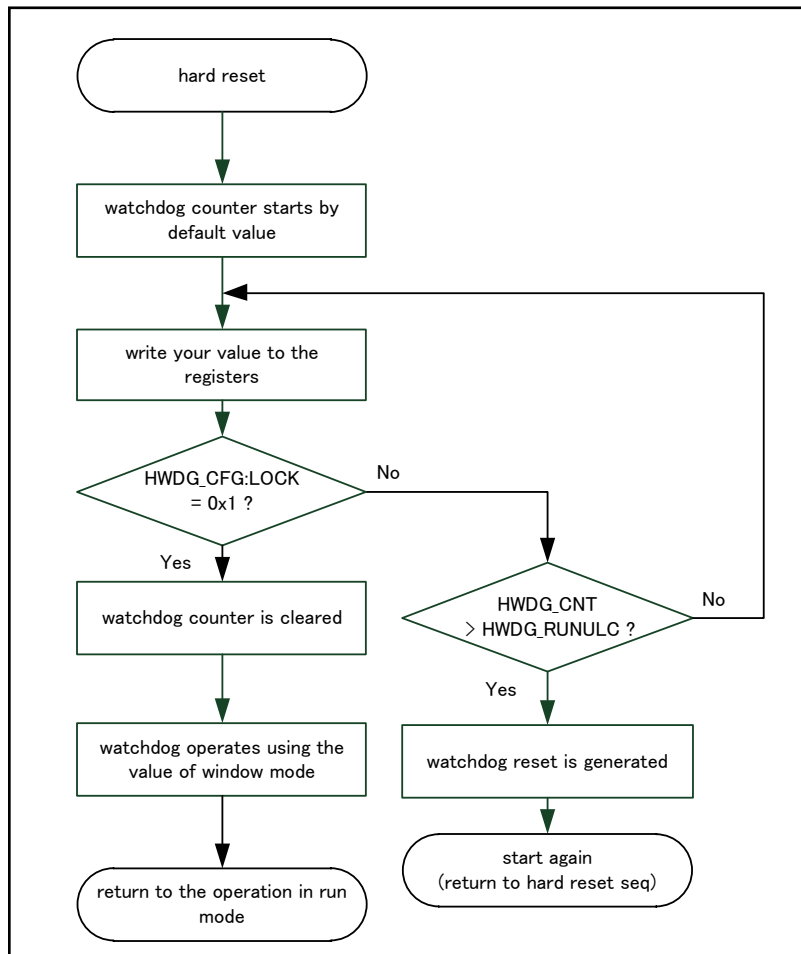 hard reset
watchdog counter starts by
default value
write your value to the
registers
HWDG_CFG:LOCK
= 0x1 ?
No
Yes
watchdog counter is cleared
HWDG_CNT
> HWDG_RUNULC ?
No
Yes
watchdog operates using the
value of window mode
watchdog reset is generated
return to the operation in run
mode
start again
(return to hard reset seq)